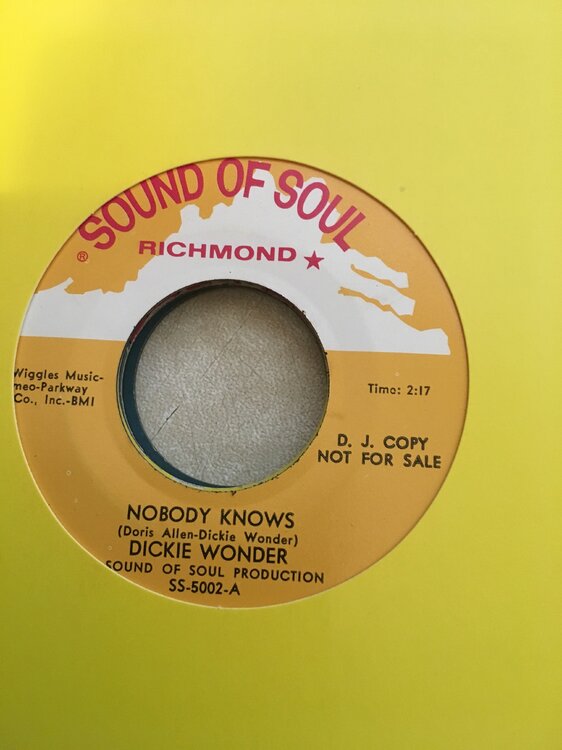 SOUND OF SOUL
®
RICHMOND ★
Wiggles Music-
meo-Parkway
Co., Inc.-BMI
Time: 2:17
D. J. COPY
NOT FOR SALE
NOBODY KNOWS
(Doris Allen-Dickie Wonder)
DICKIE WONDER
SOUND OF SOUL PRODUCTION
SS-5002-A